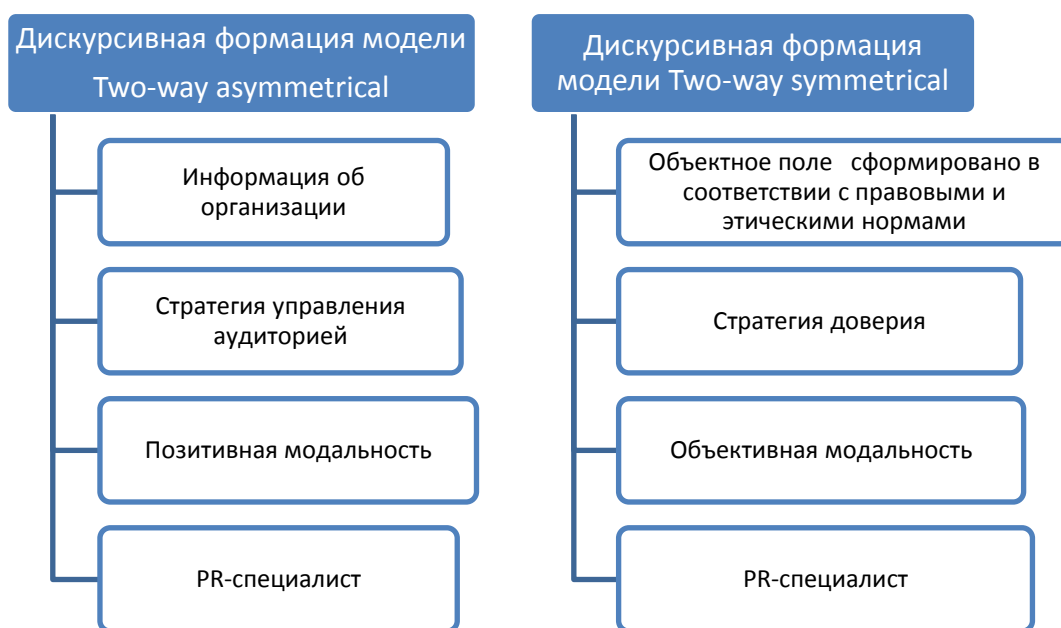 Дискурсивная формация модели
Two-way asymmetrical
Информация об
организации
Стратегия управления
аудиторией
Позитивная модальность
PR-специалист
Дискурсивная формация
модели Two-way symmetrical
Объектное поле сформировано в
соответствии с правовыми и
этическими нормами
Стратегия доверия
Объективная модальность
PR-специалист